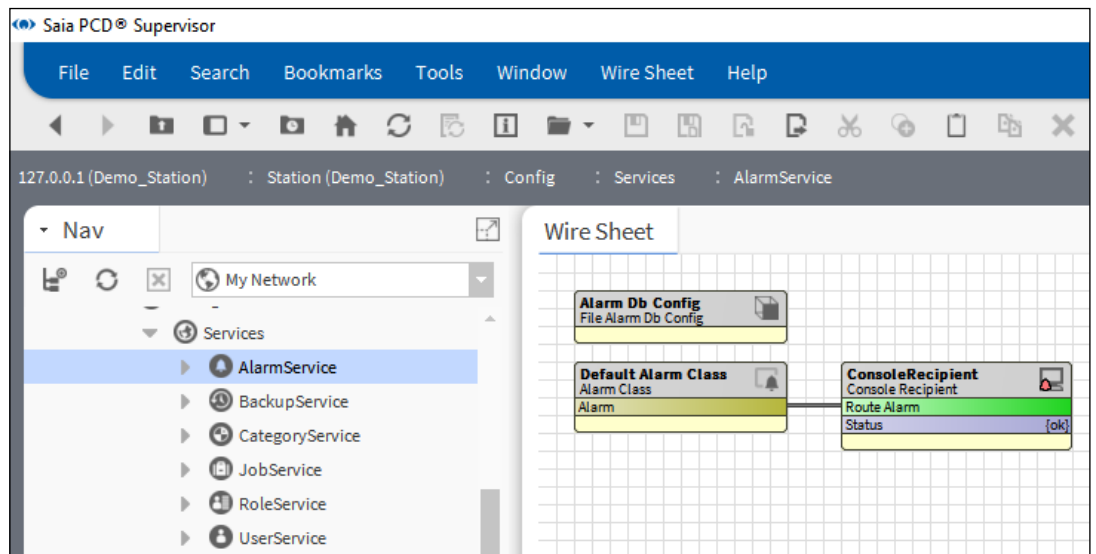 Saia PCD® Supervisor
File Edit Search Bookmarks Tools Window Wire Sheet Help
127.0.0.1 (Demo_Station) : Station (Demo_Station) : Config : Services : AlarmService
Nav
My Network
Services
AlarmService
BackupService
CategoryService
JobService
RoleService
UserService
Wire Sheet
Alarm Db Config
File Alarm Db Config
Default Alarm Class
Alarm Class
Alarm
ConsoleRecipient
Console Recipient
Route Alarm
Status {ok}